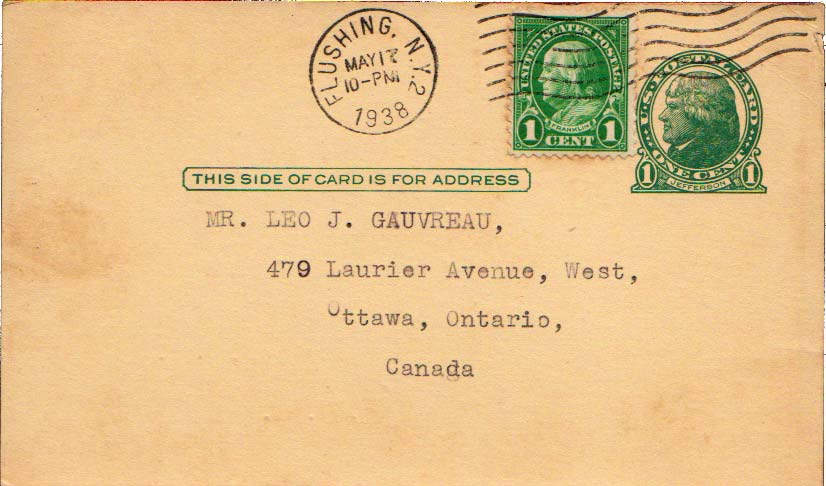 FLUSHING, N.Y. 2
MAY 17
10-PM
1938
UNITED STATES POSTAGE
FRANKLIN
1 CENT 1
U.S. POSTAL CARD
ONE CENT
1 JEFFERSON 1
THIS SIDE OF CARD IS FOR ADDRESS
MR. LEO J. GAUVREAU,
479 Laurier Avenue, West,
Ottawa, Ontario,
Canada